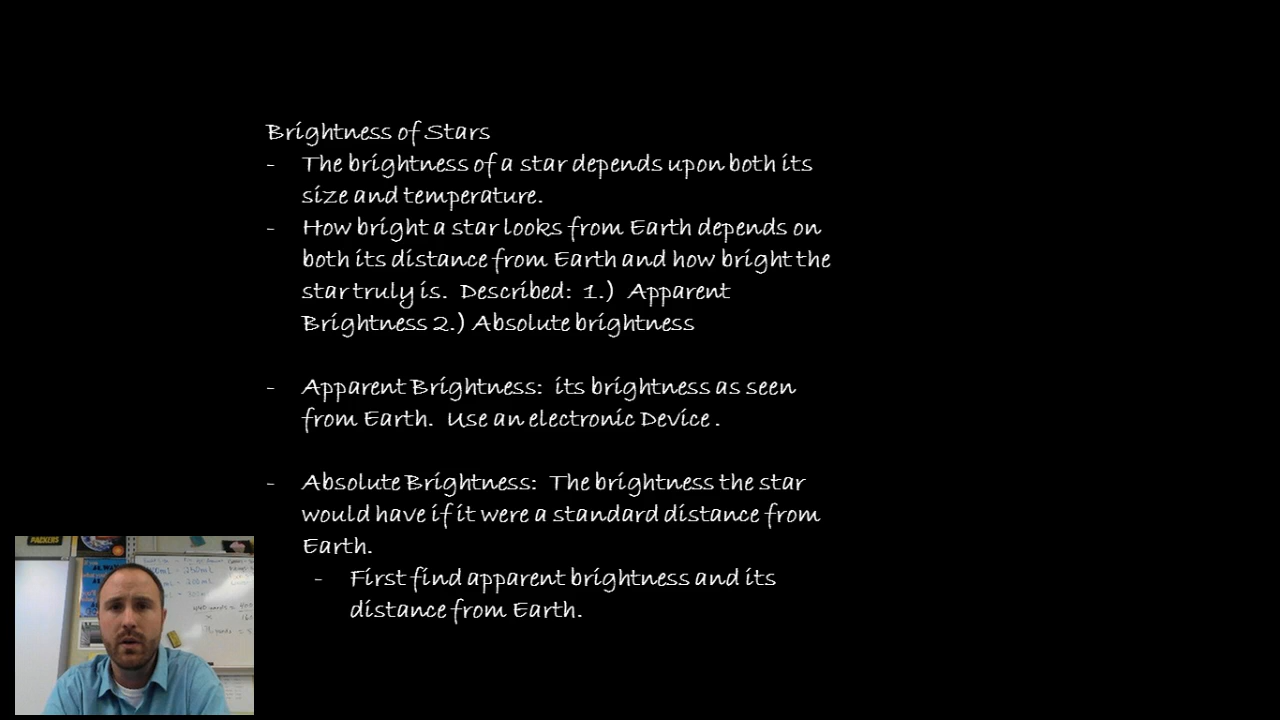 Brightness of Stars
- The brightness of a star depends upon both its
size and temperature.
- How bright a star looks from Earth depends on
both its distance from Earth and how bright the
star truly is. Described: 1.) Apparent
Brightness 2.) Absolute brightness
- Apparent Brightness: its brightness as seen
from Earth. Use an electronic Device .
- Absolute Brightness: The brightness the star
would have if it were a standard distance from
Earth.
- First find apparent brightness and its
distance from Earth.
PACKERS